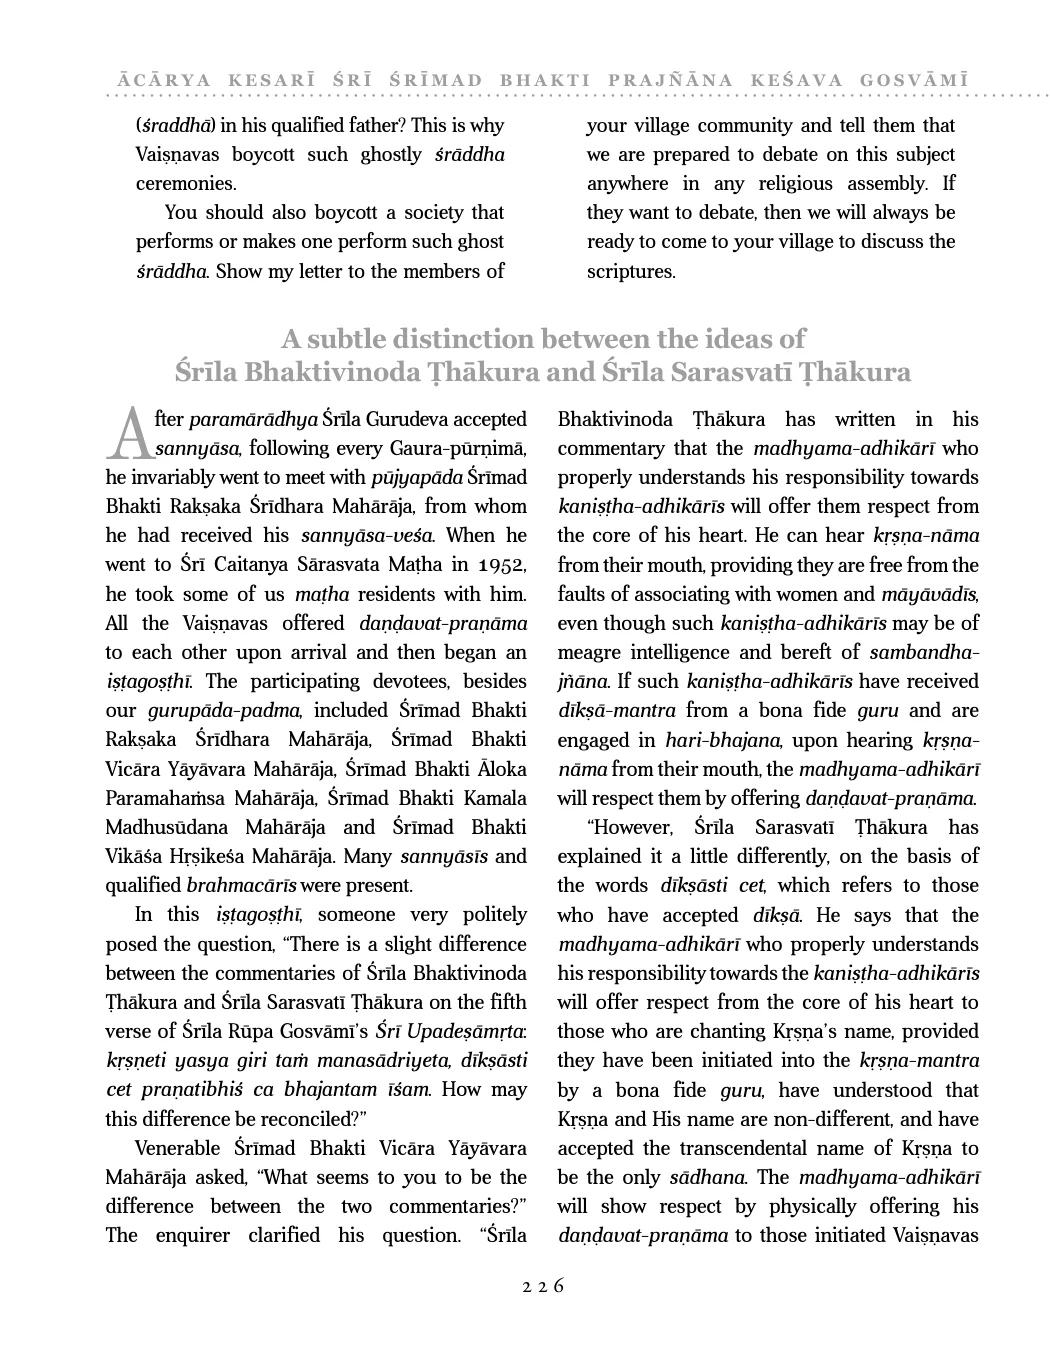 ĀCĀRYA KESARĪ ŚRĪ ŚRĪMAD BHAKTI PRAJÑĀNA KEŚAVA GOSVĀMĪ
(śraddhā) in his qualified father? This is why
Vaiṣṇavas boycott such ghostly śrāddha
ceremonies.
You should also boycott a society that
performs or makes one perform such ghost
śrāddha. Show my letter to the members of
your village community and tell them that
we are prepared to debate on this subject
anywhere in any religious assembly. If
they want to debate, then we will always be
ready to come to your village to discuss the
scriptures.
A subtle distinction between the ideas of
Śrīla Bhaktivinoda Ṭhākura and Śrīla Sarasvatī Ṭhākura
After paramārādhya Śrīla Gurudeva accepted
sannyāsa, following every Gaura-pūrṇimā,
he invariably went to meet with pūjyapāda Śrīmad
Bhakti Rakṣaka Śrīdhara Mahārāja, from whom
he had received his sannyāsa-veśa. When he
went to Śrī Caitanya Sārasvata Maṭha in 1952,
he took some of us maṭha residents with him.
All the Vaiṣṇavas offered daṇḍavat-praṇāma
to each other upon arrival and then began an
iṣṭagoṣṭhī. The participating devotees, besides
our gurupāda-padma, included Śrīmad Bhakti
Rakṣaka Śrīdhara Mahārāja, Śrīmad Bhakti
Vicāra Yāyāvara Mahārāja, Śrīmad Bhakti Āloka
Paramahaṁsa Mahārāja, Śrīmad Bhakti Kamala
Madhusūdana Mahārāja and Śrīmad Bhakti
Vikāśa Hṛṣikeśa Mahārāja. Many sannyāsīs and
qualified brahmacārīs were present.
In this iṣṭagoṣṭhī, someone very politely
posed the question, “There is a slight difference
between the commentaries of Śrīla Bhaktivinoda
Ṭhākura and Śrīla Sarasvatī Ṭhākura on the fifth
verse of Śrīla Rūpa Gosvāmī’s Śrī Upadeṣāmṛta:
kṛṣṇeti yasya giri taṁ manasādriyeta, dīkṣāsti
cet praṇatibhiś ca bhajantam īśam. How may
this difference be reconciled?”
Venerable Śrīmad Bhakti Vicāra Yāyāvara
Mahārāja asked, “What seems to you to be the
difference between the two commentaries?”
The enquirer clarified his question. “Śrīla
Bhaktivinoda Ṭhākura has written in his
commentary that the madhyama-adhikārī who
properly understands his responsibility towards
kaniṣṭha-adhikārīs will offer them respect from
the core of his heart. He can hear kṛṣṇa-nāma
from their mouth, providing they are free from the
faults of associating with women and māyāvādīs,
even though such kaniṣṭha-adhikārīs may be of
meagre intelligence and bereft of sambandha-
jñāna. If such kaniṣṭha-adhikārīs have received
dīkṣā-mantra from a bona fide guru and are
engaged in hari-bhajana, upon hearing kṛṣṇa-
nāma from their mouth, the madhyama-adhikārī
will respect them by offering daṇḍavat-praṇāma.
“However, Śrīla Sarasvatī Ṭhākura has
explained it a little differently, on the basis of
the words dīkṣāsti cet, which refers to those
who have accepted dīkṣā. He says that the
madhyama-adhikārī who properly understands
his responsibility towards the kaniṣṭha-adhikārīs
will offer respect from the core of his heart to
those who are chanting Kṛṣṇa’s name, provided
they have been initiated into the kṛṣṇa-mantra
by a bona fide guru, have understood that
Kṛṣṇa and His name are non-different, and have
accepted the transcendental name of Kṛṣṇa to
be the only sādhana. The madhyama-adhikārī
will show respect by physically offering his
daṇḍavat-praṇāma to those initiated Vaiṣṇavas
226